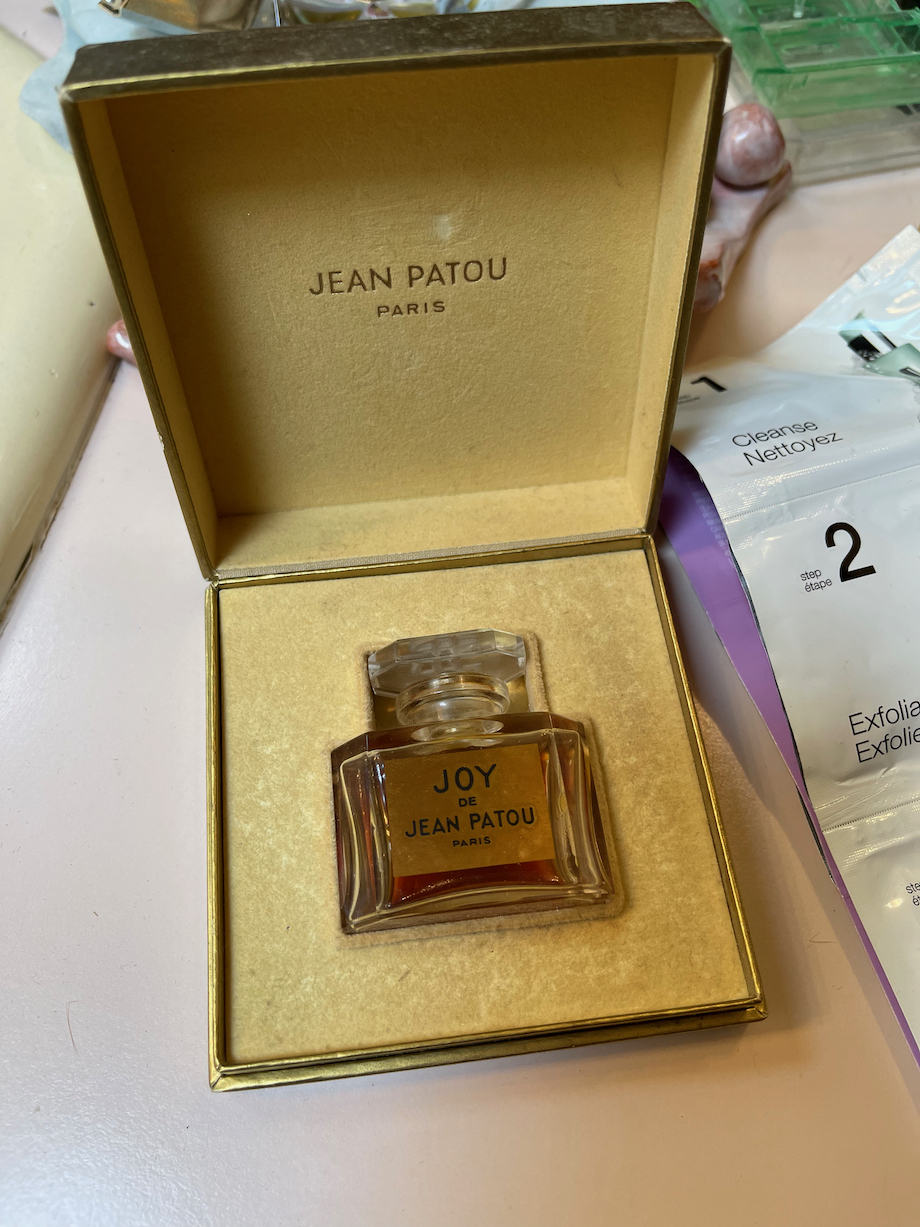 JEAN PATOU
PARIS
JOY
DE
JEAN PATOU
PARIS
1
Cleanse
Nettoyez
step
étape
2